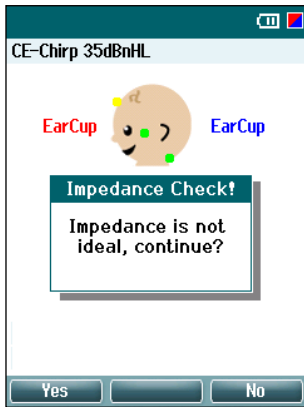 CE-Chirp 35dBnHL
EarCup EarCup
Impedance Check!
Impedance is not
ideal, continue?
Yes No